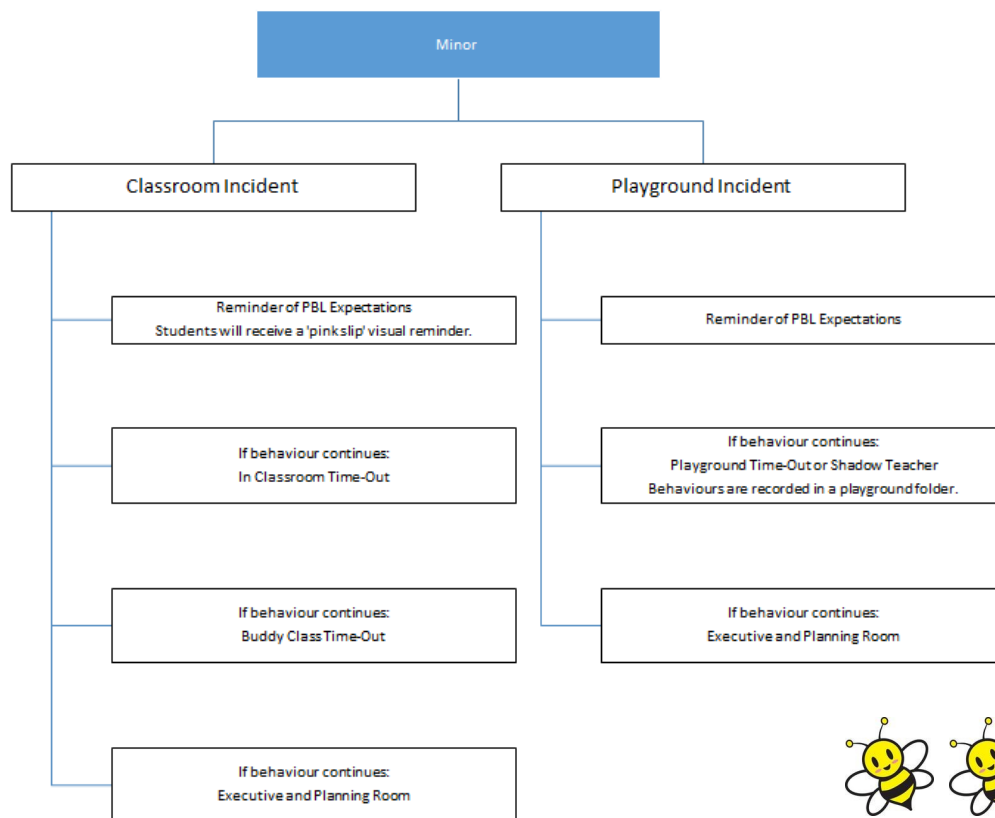 Minor
Classroom Incident
Playground Incident
Reminder of PBL Expectations
Students will receive a 'pink slip' visual reminder.
Reminder of PBL Expectations
If behaviour continues:
In Classroom Time-Out
If behaviour continues:
Playground Time-Out or Shadow Teacher
Behaviours are recorded in a playground folder.
If behaviour continues:
Buddy Class Time-Out
If behaviour continues:
Executive and Planning Room
If behaviour continues:
Executive and Planning Room